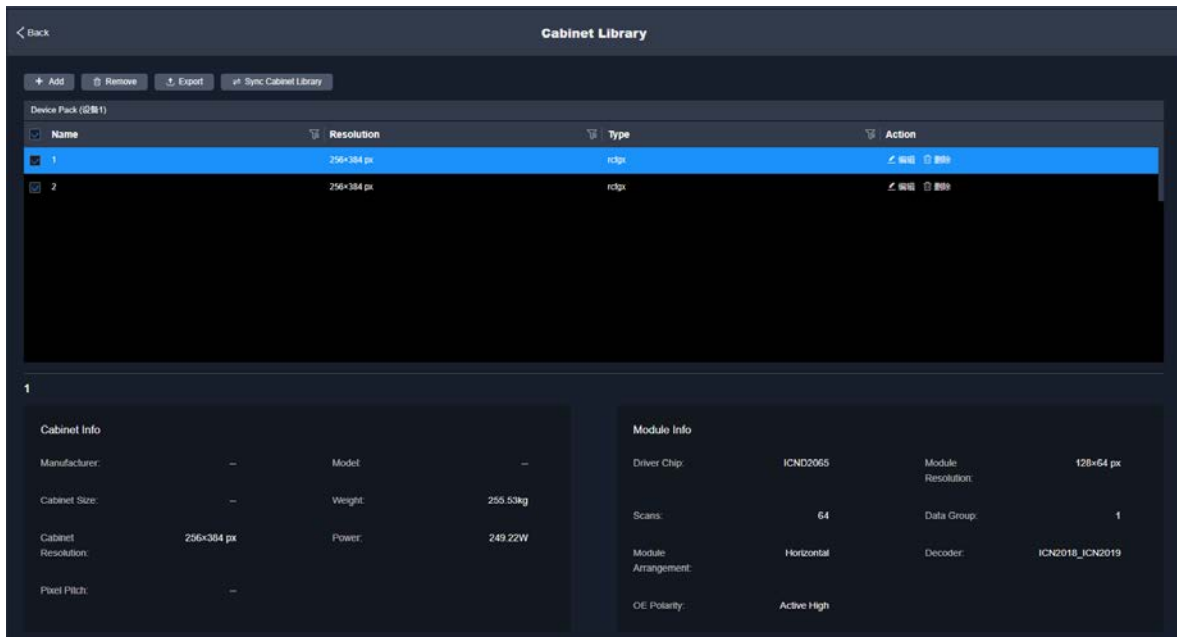 Back
Cabinet Library
Add Remove Export Sync Cabinet Library
Device Pack (设备1)
Name Resolution Type Action
1 256×384 px rcfgx 编辑 删除
2 256×384 px rcfgx 编辑 删除
1
Cabinet Info
Manufacturer: -- Model: --
Cabinet Size: -- Weight: 255.53kg
Cabinet Resolution: 256×384 px Power: 249.22W
Pixel Pitch: --
Module Info
Driver Chip: ICND2065 Module Resolution: 128×64 px
Scans: 64 Data Group: 1
Module Arrangement: Horizontal Decoder: ICN2018_ICN2019
OE Polarity: Active High